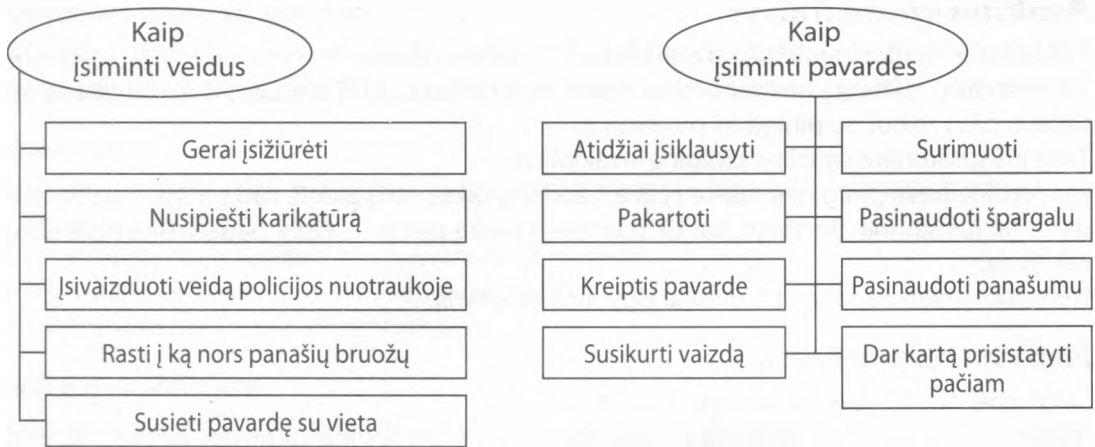 Kaip
įsiminti veidus
Gerai įsižiūrėti
Nusipiešti karikatūrą
Įsivaizduoti veidą policijos nuotraukoje
Rasti į ką nors panašių bruožų
Susieti pavardę su vieta
Kaip
įsiminti pavardes
Atidžiai įsiklausyti
Surimuoti
Pakartoti
Pasinaudoti špargalu
Kreiptis pavarde
Pasinaudoti panašumu
Susikurti vaizdą
Dar kartą prisistatyti
pačiam